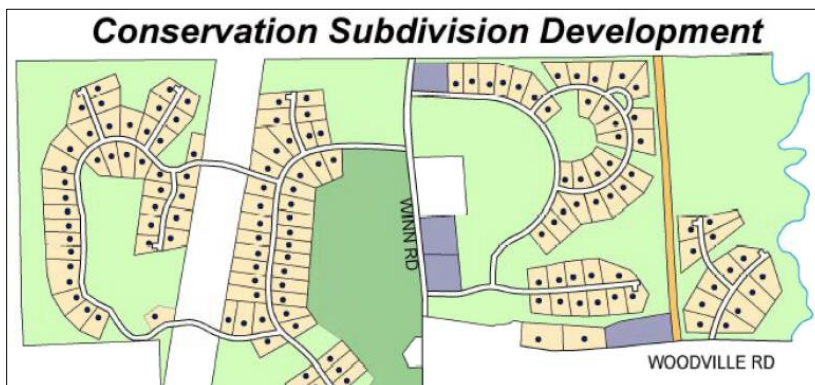 Conservation Subdivision Development
WINN RD
WOODVILLE RD